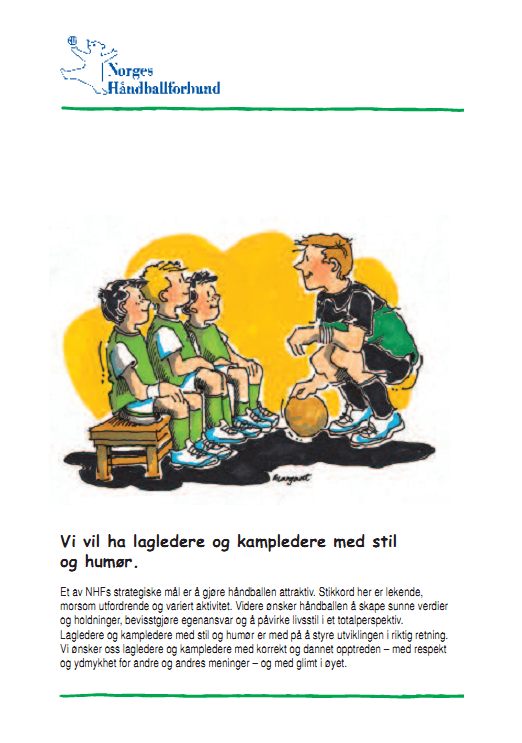 Norges
Håndballforbund
Margaret
Vi vil ha lagledere og kampledere med stil
og humør.
Et av NHFs strategiske mål er å gjøre håndballen attraktiv. Stikkord her er lekende,
morsom utfordrende og variert aktivitet. Videre ønsker håndballen å skape sunne verdier
og holdninger, bevisstgjøre egenansvar og å påvirke livsstil i et totalperspektiv.
Lagledere og kampledere med stil og humør er med på å styre utviklingen i riktig retning.
Vi ønsker oss lagledere og kampledere med korrekt og dannet opptreden – med respekt
og ydmykhet for andre og andres meninger – og med glimt i øyet.